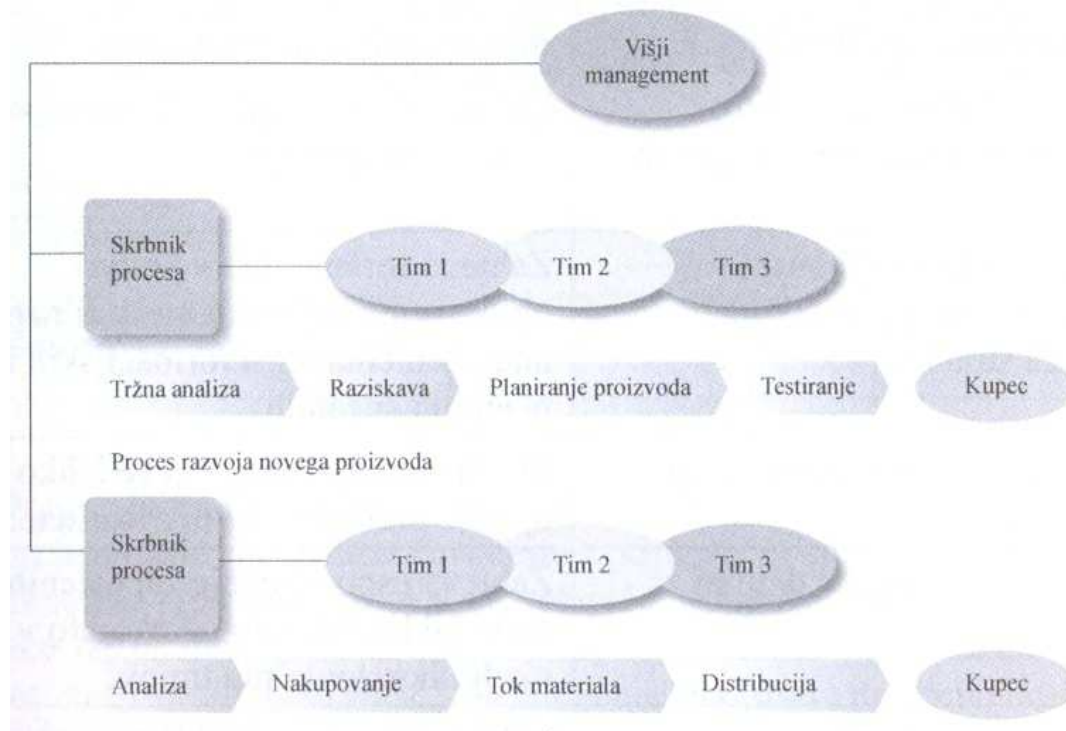 Višji
management
Skrbnik
procesa
Tim 1
Tim 2
Tim 3
Tržna analiza
Raziskava
Planiranje proizvoda
Testiranje
Kupec
Proces razvoja novega proizvoda
Skrbnik
procesa
Tim 1
Tim 2
Tim 3
Analiza
Nakupovanje
Tok materiala
Distribucija
Kupec